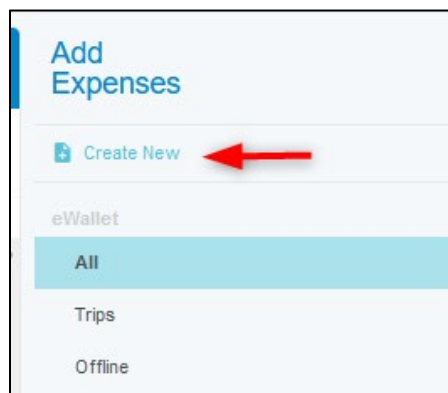 Add
Expenses
Create New
eWallet
All
Trips
Offline